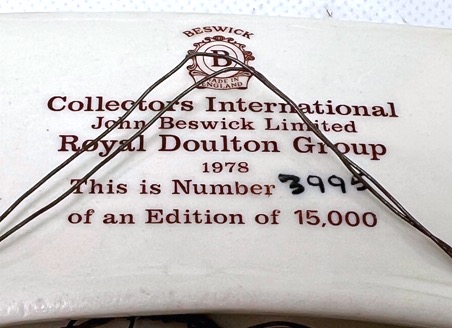 BESWICK
B
MADE IN
ENGLAND
Collectors International
John Beswick Limited
Royal Doulton Group
1978
This is Number 3995
of an Edition of 15,000